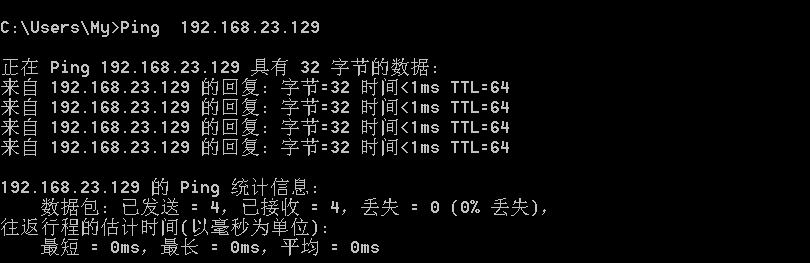 C:\Users\My>Ping  192.168.23.129
正在 Ping 192.168.23.129 具有 32 字节的数据:
来自 192.168.23.129 的回复: 字节=32 时间<1ms TTL=64
来自 192.168.23.129 的回复: 字节=32 时间<1ms TTL=64
来自 192.168.23.129 的回复: 字节=32 时间<1ms TTL=64
来自 192.168.23.129 的回复: 字节=32 时间<1ms TTL=64
192.168.23.129 的 Ping 统计信息:
    数据包: 已发送 = 4, 已接收 = 4, 丢失 = 0 (0% 丢失),
往返行程的估计时间(以毫秒为单位):
    最短 = 0ms, 最长 = 0ms, 平均 = 0ms